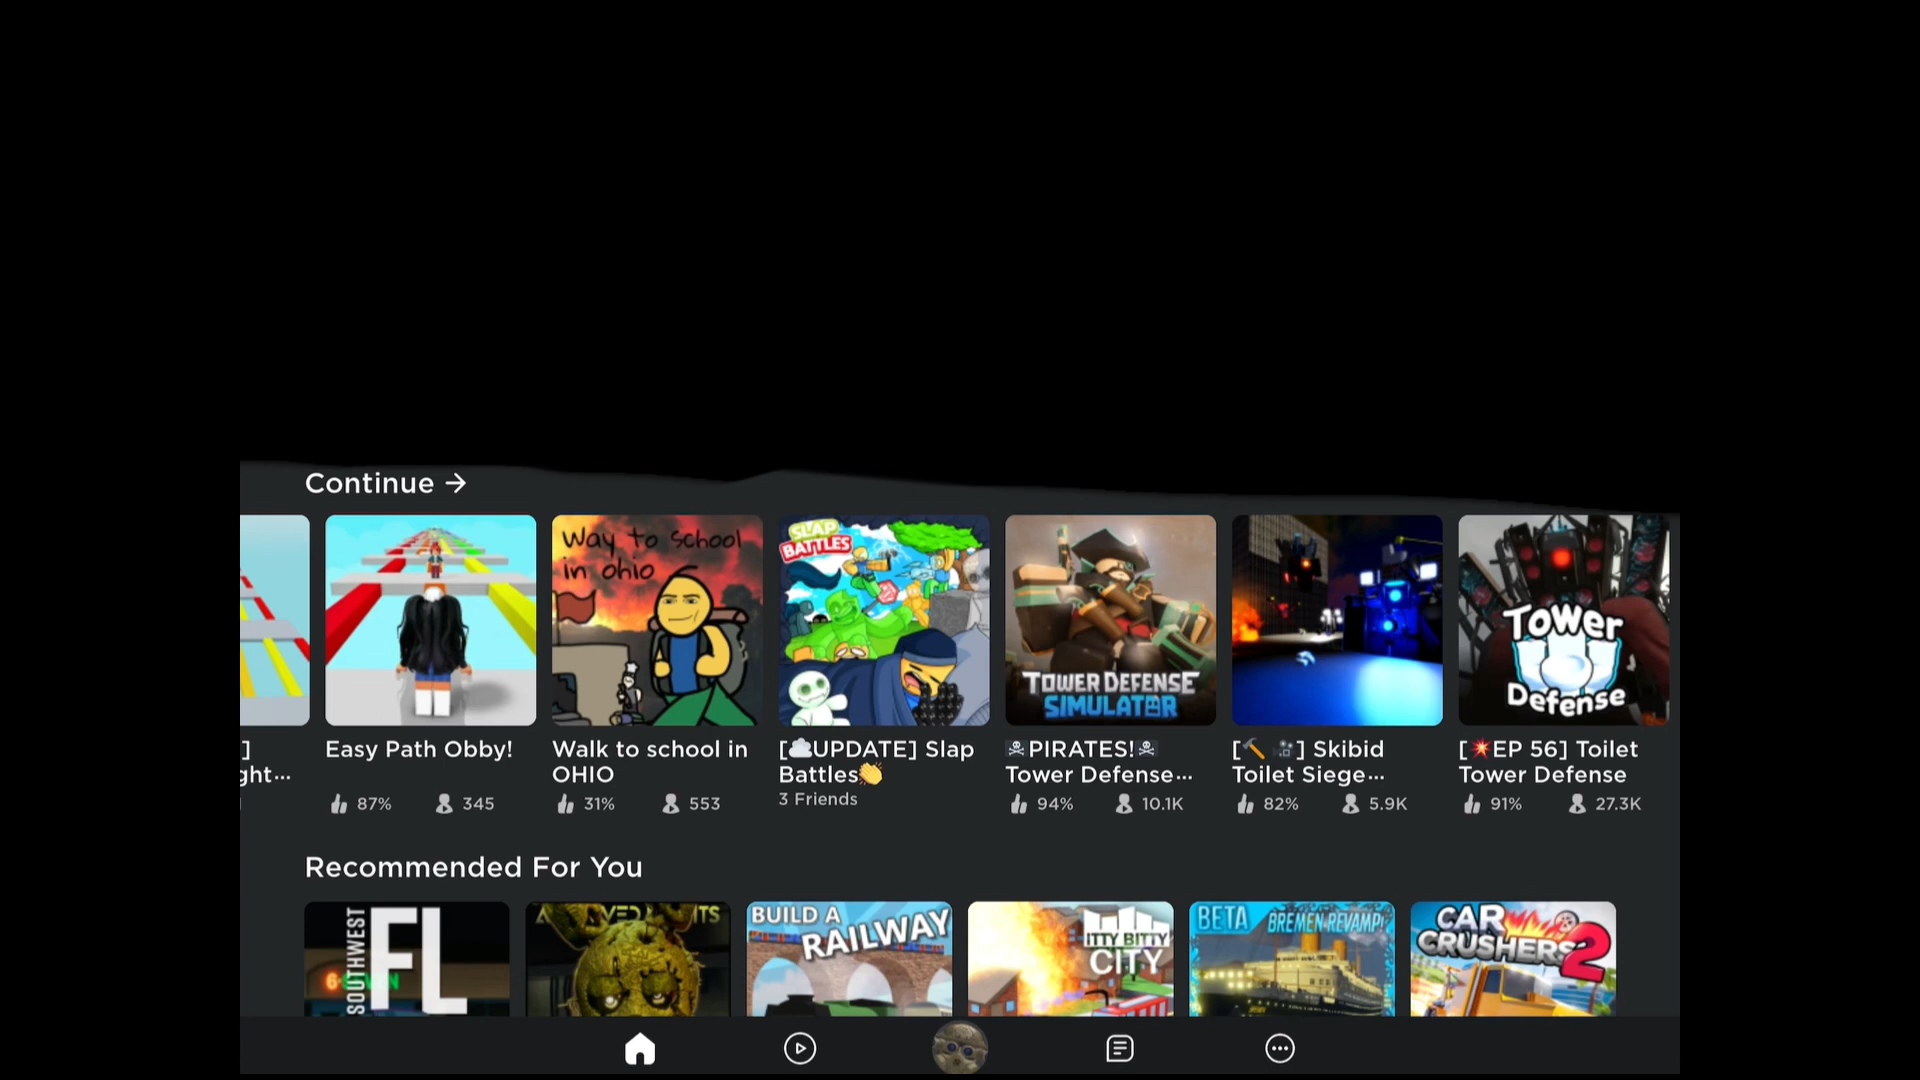 Continue →
Way to school
in ohio
SLAP
BATTLES
TOWER DEFENSE
SIMULATOR
TOWER
Defense
]
ght...
Easy Path Obby!
87% 345
Walk to school in
OHIO
31% 553
[☁️UPDATE] Slap
Battles👏
3 Friends
☠PIRATES!☠
Tower Defense...
94% 10.1K
[🔨 🎥] Skibid
Toilet Siege...
82% 5.9K
[💥EP 56] Toilet
Tower Defense
91% 27.3K
Recommended For You
SOUTHWEST
FL
BUILD A
RAILWAY
ITTY BITTY
CITY
BETA
BREMEN REVAMP!
CAR
CRUSHERS 2